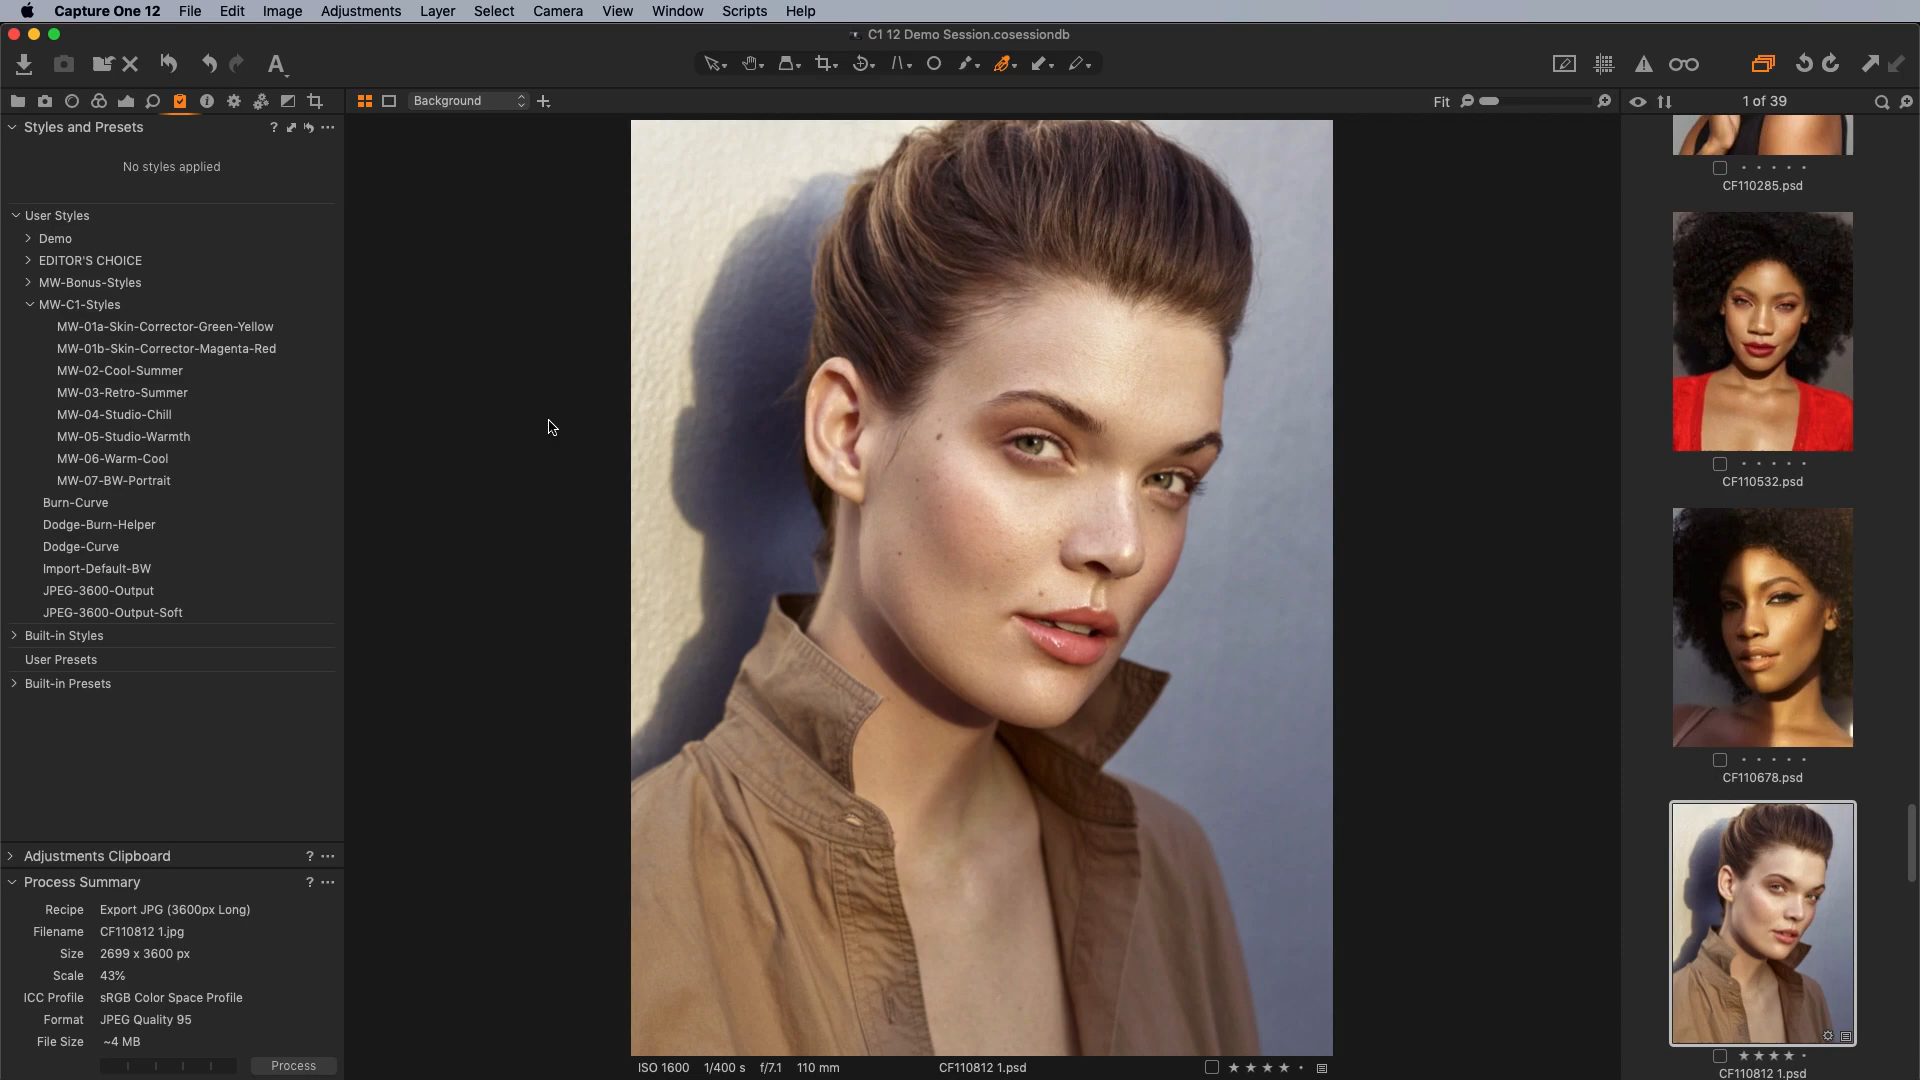 Capture One 12 File Edit Image Adjustments Layer Select Camera View Window Scripts Help
C1 12 Demo Session.cosessiondb
A
Background
Fit
1 of 39
Styles and Presets ?
No styles applied
User Styles
Demo
EDITOR'S CHOICE
MW-Bonus-Styles
MW-C1-Styles
MW-01a-Skin-Corrector-Green-Yellow
MW-01b-Skin-Corrector-Magenta-Red
MW-02-Cool-Summer
MW-03-Retro-Summer
MW-04-Studio-Chill
MW-05-Studio-Warmth
MW-06-Warm-Cool
MW-07-BW-Portrait
Burn-Curve
Dodge-Burn-Helper
Dodge-Curve
Import-Default-BW
JPEG-3600-Output
JPEG-3600-Output-Soft
Built-in Styles
User Presets
Built-in Presets
Adjustments Clipboard ?
Process Summary ?
Recipe Export JPG (3600px Long)
Filename CF110812 1.jpg
Size 2699 x 3600 px
Scale 43%
ICC Profile sRGB Color Space Profile
Format JPEG Quality 95
File Size ~4 MB
Process
ISO 1600 1/400 s f/7.1 110 mm CF110812 1.psd
CF110285.psd
CF110532.psd
CF110678.psd
CF110812 1.psd